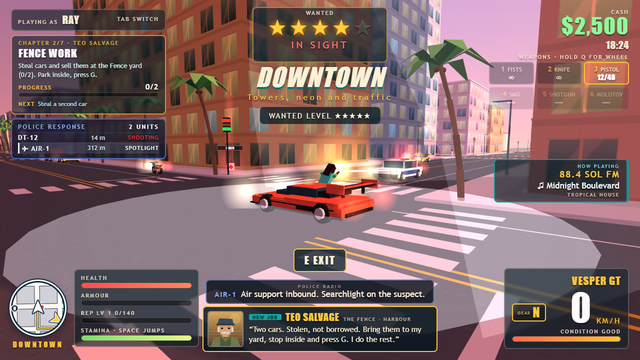 PLAYING AS RAY
TAB SWITCH
CHAPTER 2/7 · TEO SALVAGE
FENCE WORK
Steal cars and sell them at the Fence yard
(0/2). Park inside, press G.
PROGRESS
0/2
NEXT Steal a second car
POLICE RESPONSE
2 UNITS
DT-12
14 m
SHOOTING
AIR-1
312 m
SPOTLIGHT
WANTED
IN SIGHT
DOWNTOWN
Towers, neon and traffic
WANTED LEVEL ★★★★★
CASH
$2,500
18:24
WEAPONS · HOLD Q FOR WHEEL
1 FISTS
∞
2 KNIFE
∞
3 PISTOL
12/48
4 SMG
5 SHOTGUN
6 MOLOTOV
NOW PLAYING
88.4 SOL FM
♫ Midnight Boulevard
TROPICAL HOUSE
E EXIT
POLICE RADIO
AIR-1 Air support inbound. Searchlight on the suspect.
NEW JOB
TEO SALVAGE
THE FENCE · HARBOUR
“Two cars. Stolen, not borrowed. Bring them to my
yard, stop inside and press G. I do the rest.”
HEALTH
ARMOUR
REP LV 1 0/140
STAMINA · SPACE JUMPS
DOWNTOWN
VESPER GT
GEAR N
0
KM/H
CONDITION GOOD